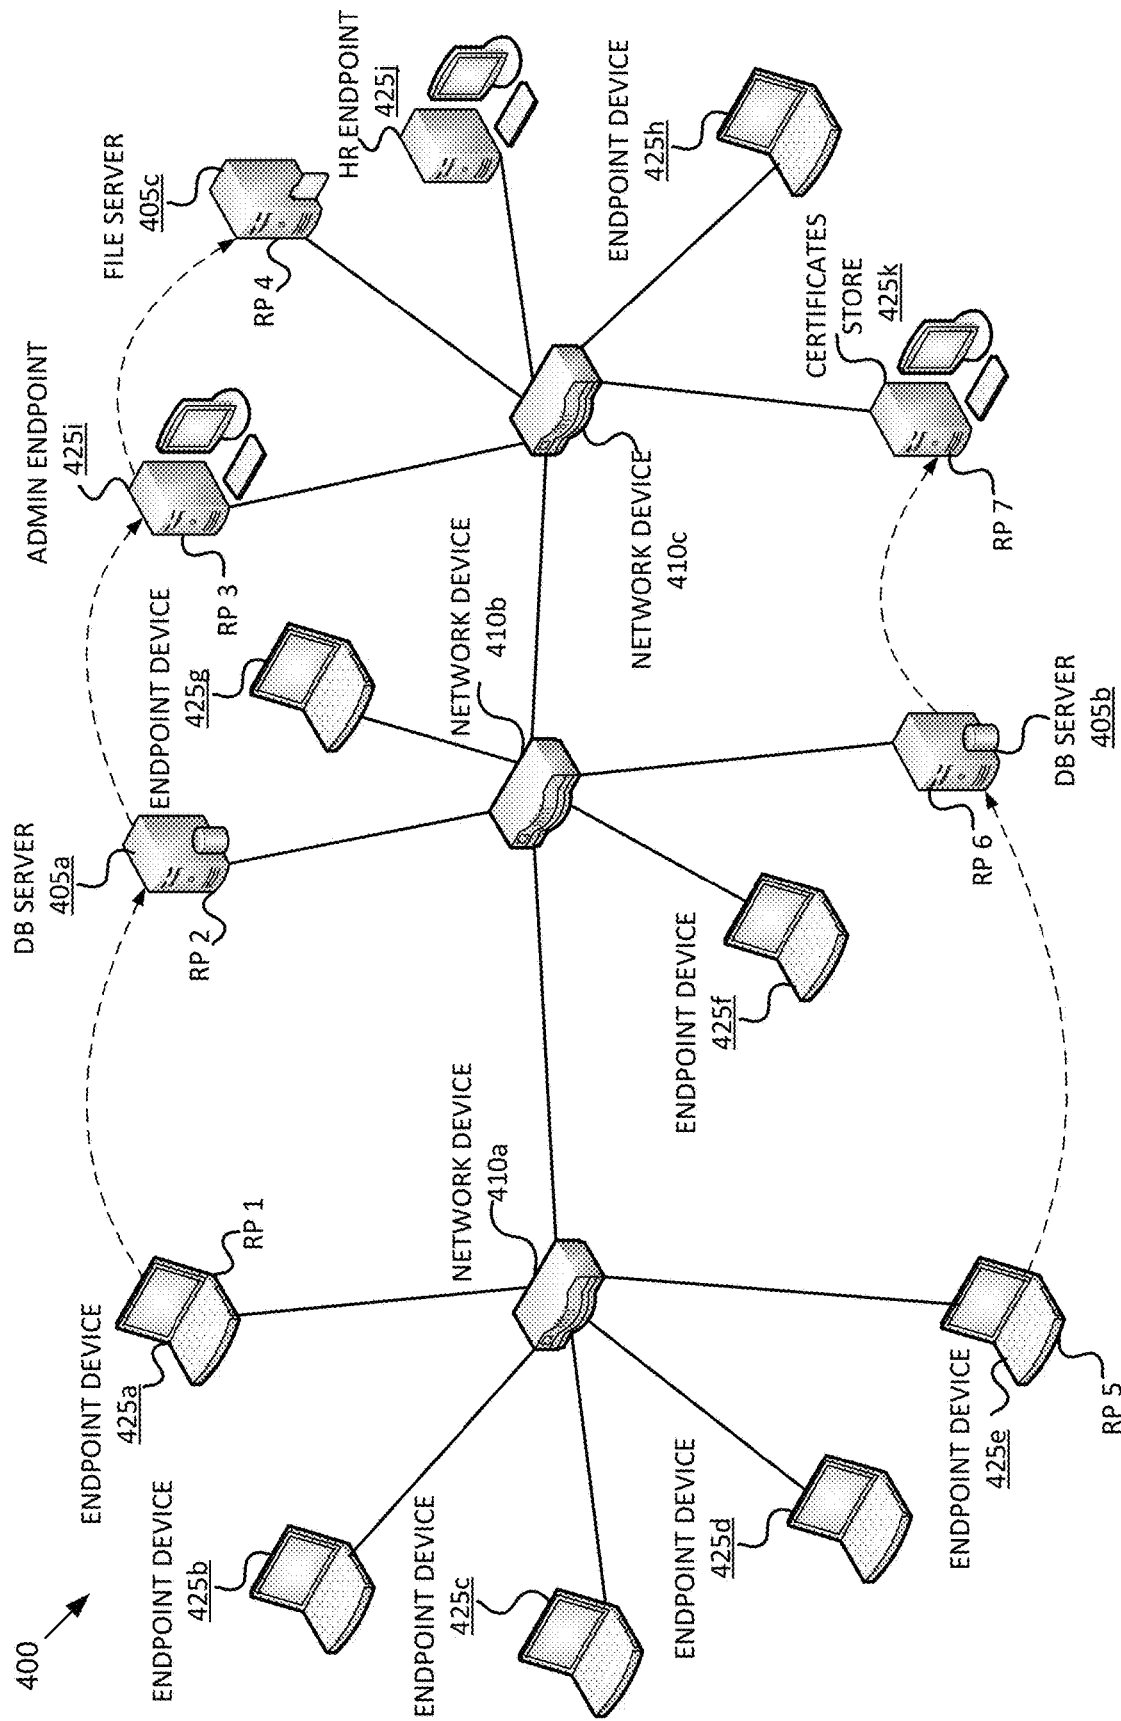 400
ENDPOINT DEVICE
425a
RP 1
ENDPOINT DEVICE
425b
ENDPOINT DEVICE
425c
ENDPOINT DEVICE
425d
ENDPOINT DEVICE
425e
RP 5
NETWORK DEVICE
410a
DB SERVER
405a
RP 2
ENDPOINT DEVICE
425g
NETWORK DEVICE
410b
ENDPOINT DEVICE
425f
RP 6
DB SERVER
405b
ADMIN ENDPOINT
425i
RP 3
NETWORK DEVICE
410c
FILE SERVER
405c
RP 4
HR ENDPOINT
425j
ENDPOINT DEVICE
425h
CERTIFICATES
STORE
425k
RP 7